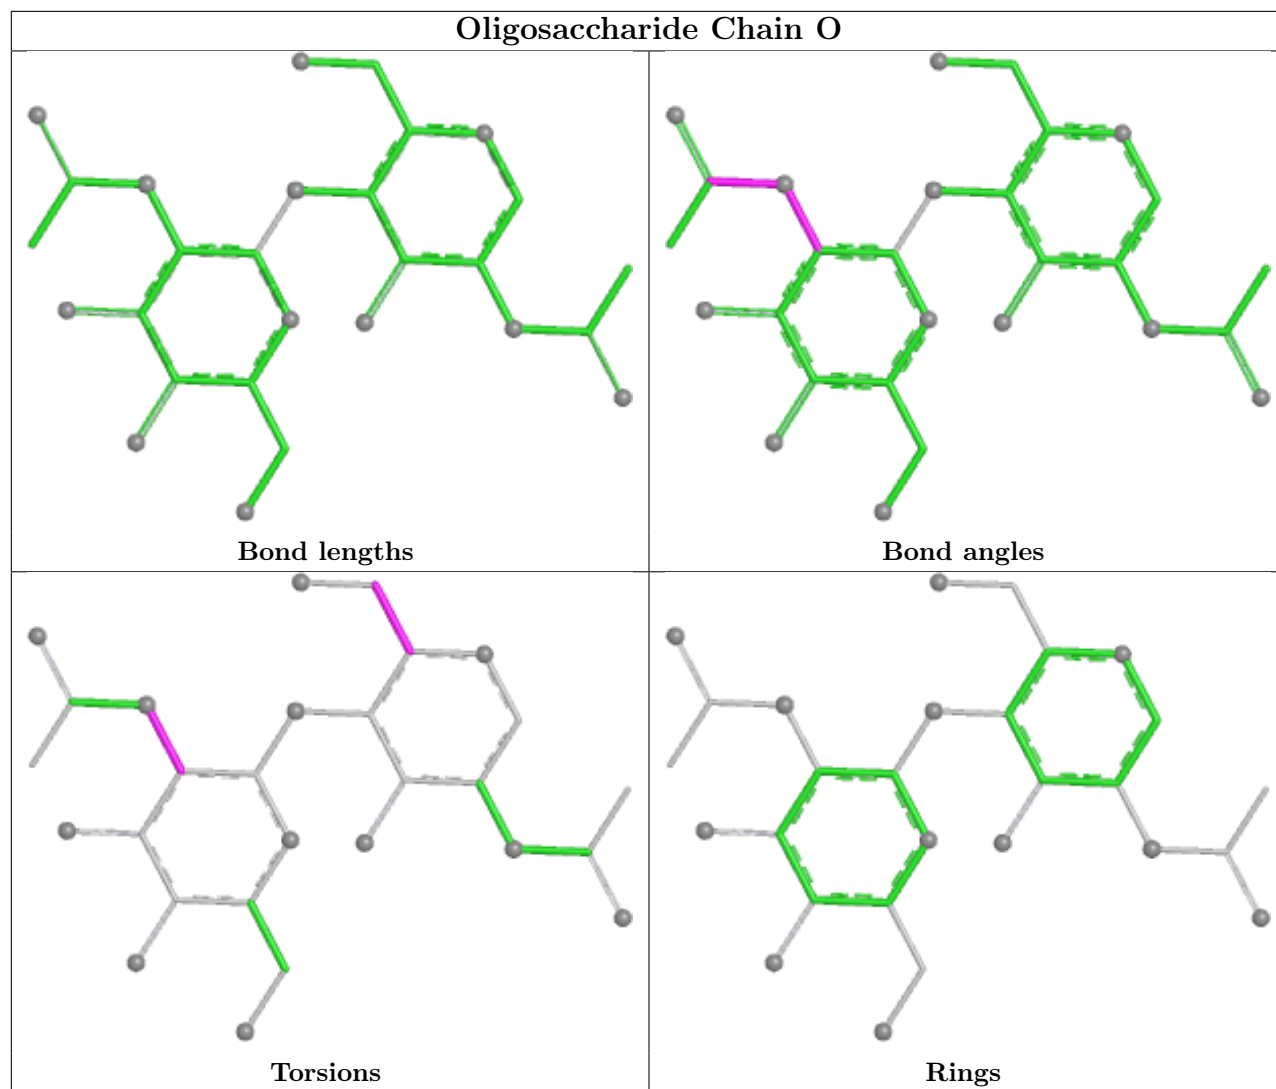 Oligosaccharide Chain O
Bond lengths
Bond angles
Torsions
Rings